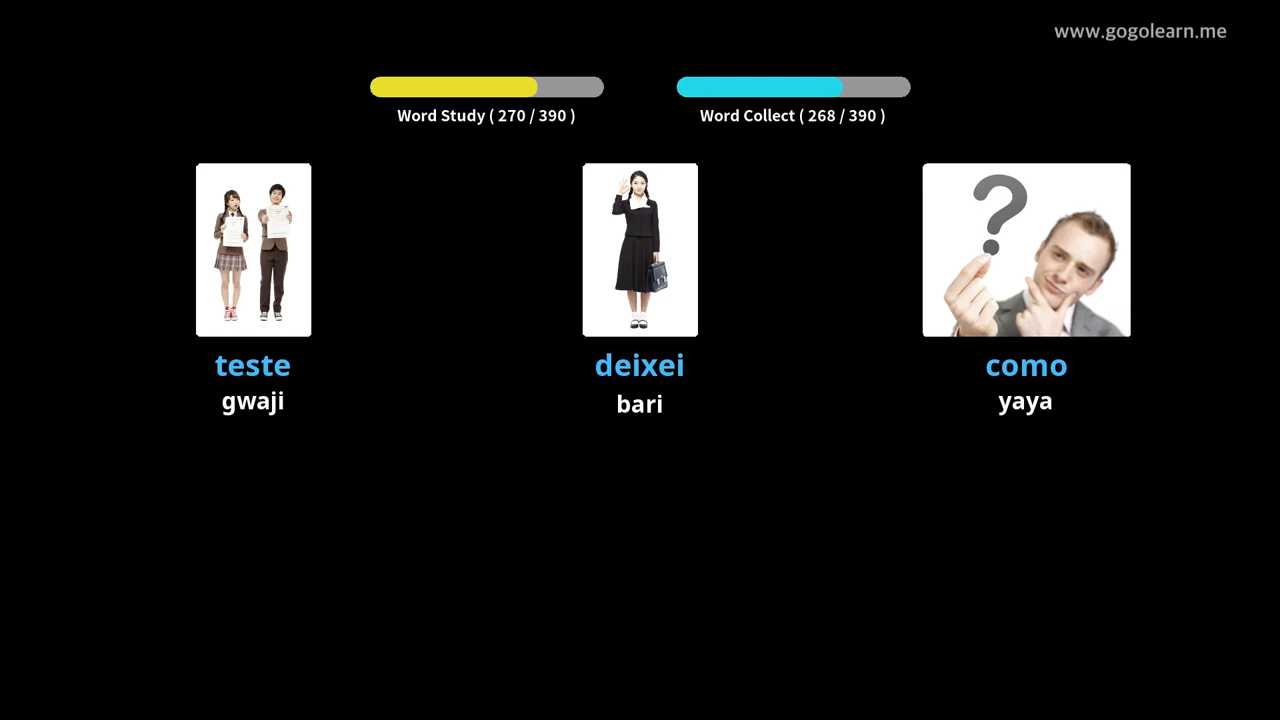 www.gogolearn.me
Word Study ( 270 / 390 )
Word Collect ( 268 / 390 )
teste
deixei
como
gwaji
bari
yaya